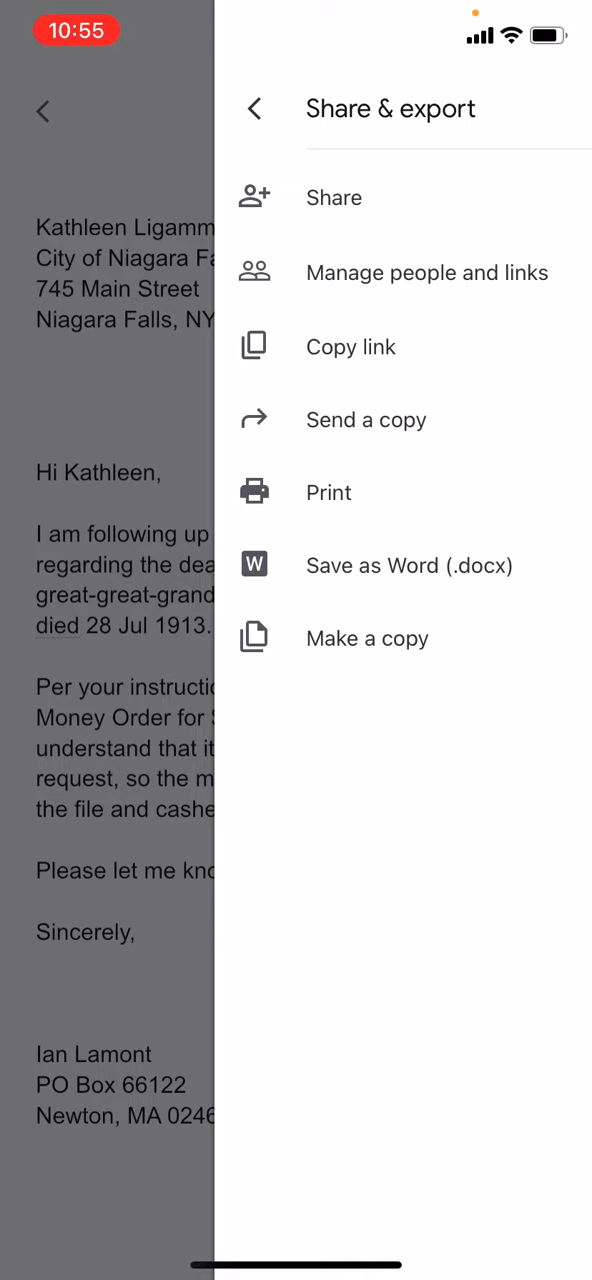 10:55
Share & export
Share
Manage people and links
Copy link
Send a copy
Print
W
Save as Word (.docx)
Make a copy
Kathleen Ligamm
City of Niagara Fa
745 Main Street
Niagara Falls, NY
Hi Kathleen,
I am following up
regarding the dea
great-great-grand
died 28 Jul 1913.
Per your instructio
Money Order for
understand that it
request, so the m
the file and cashe
Please let me kno
Sincerely,
Ian Lamont
PO Box 66122
Newton, MA 0246